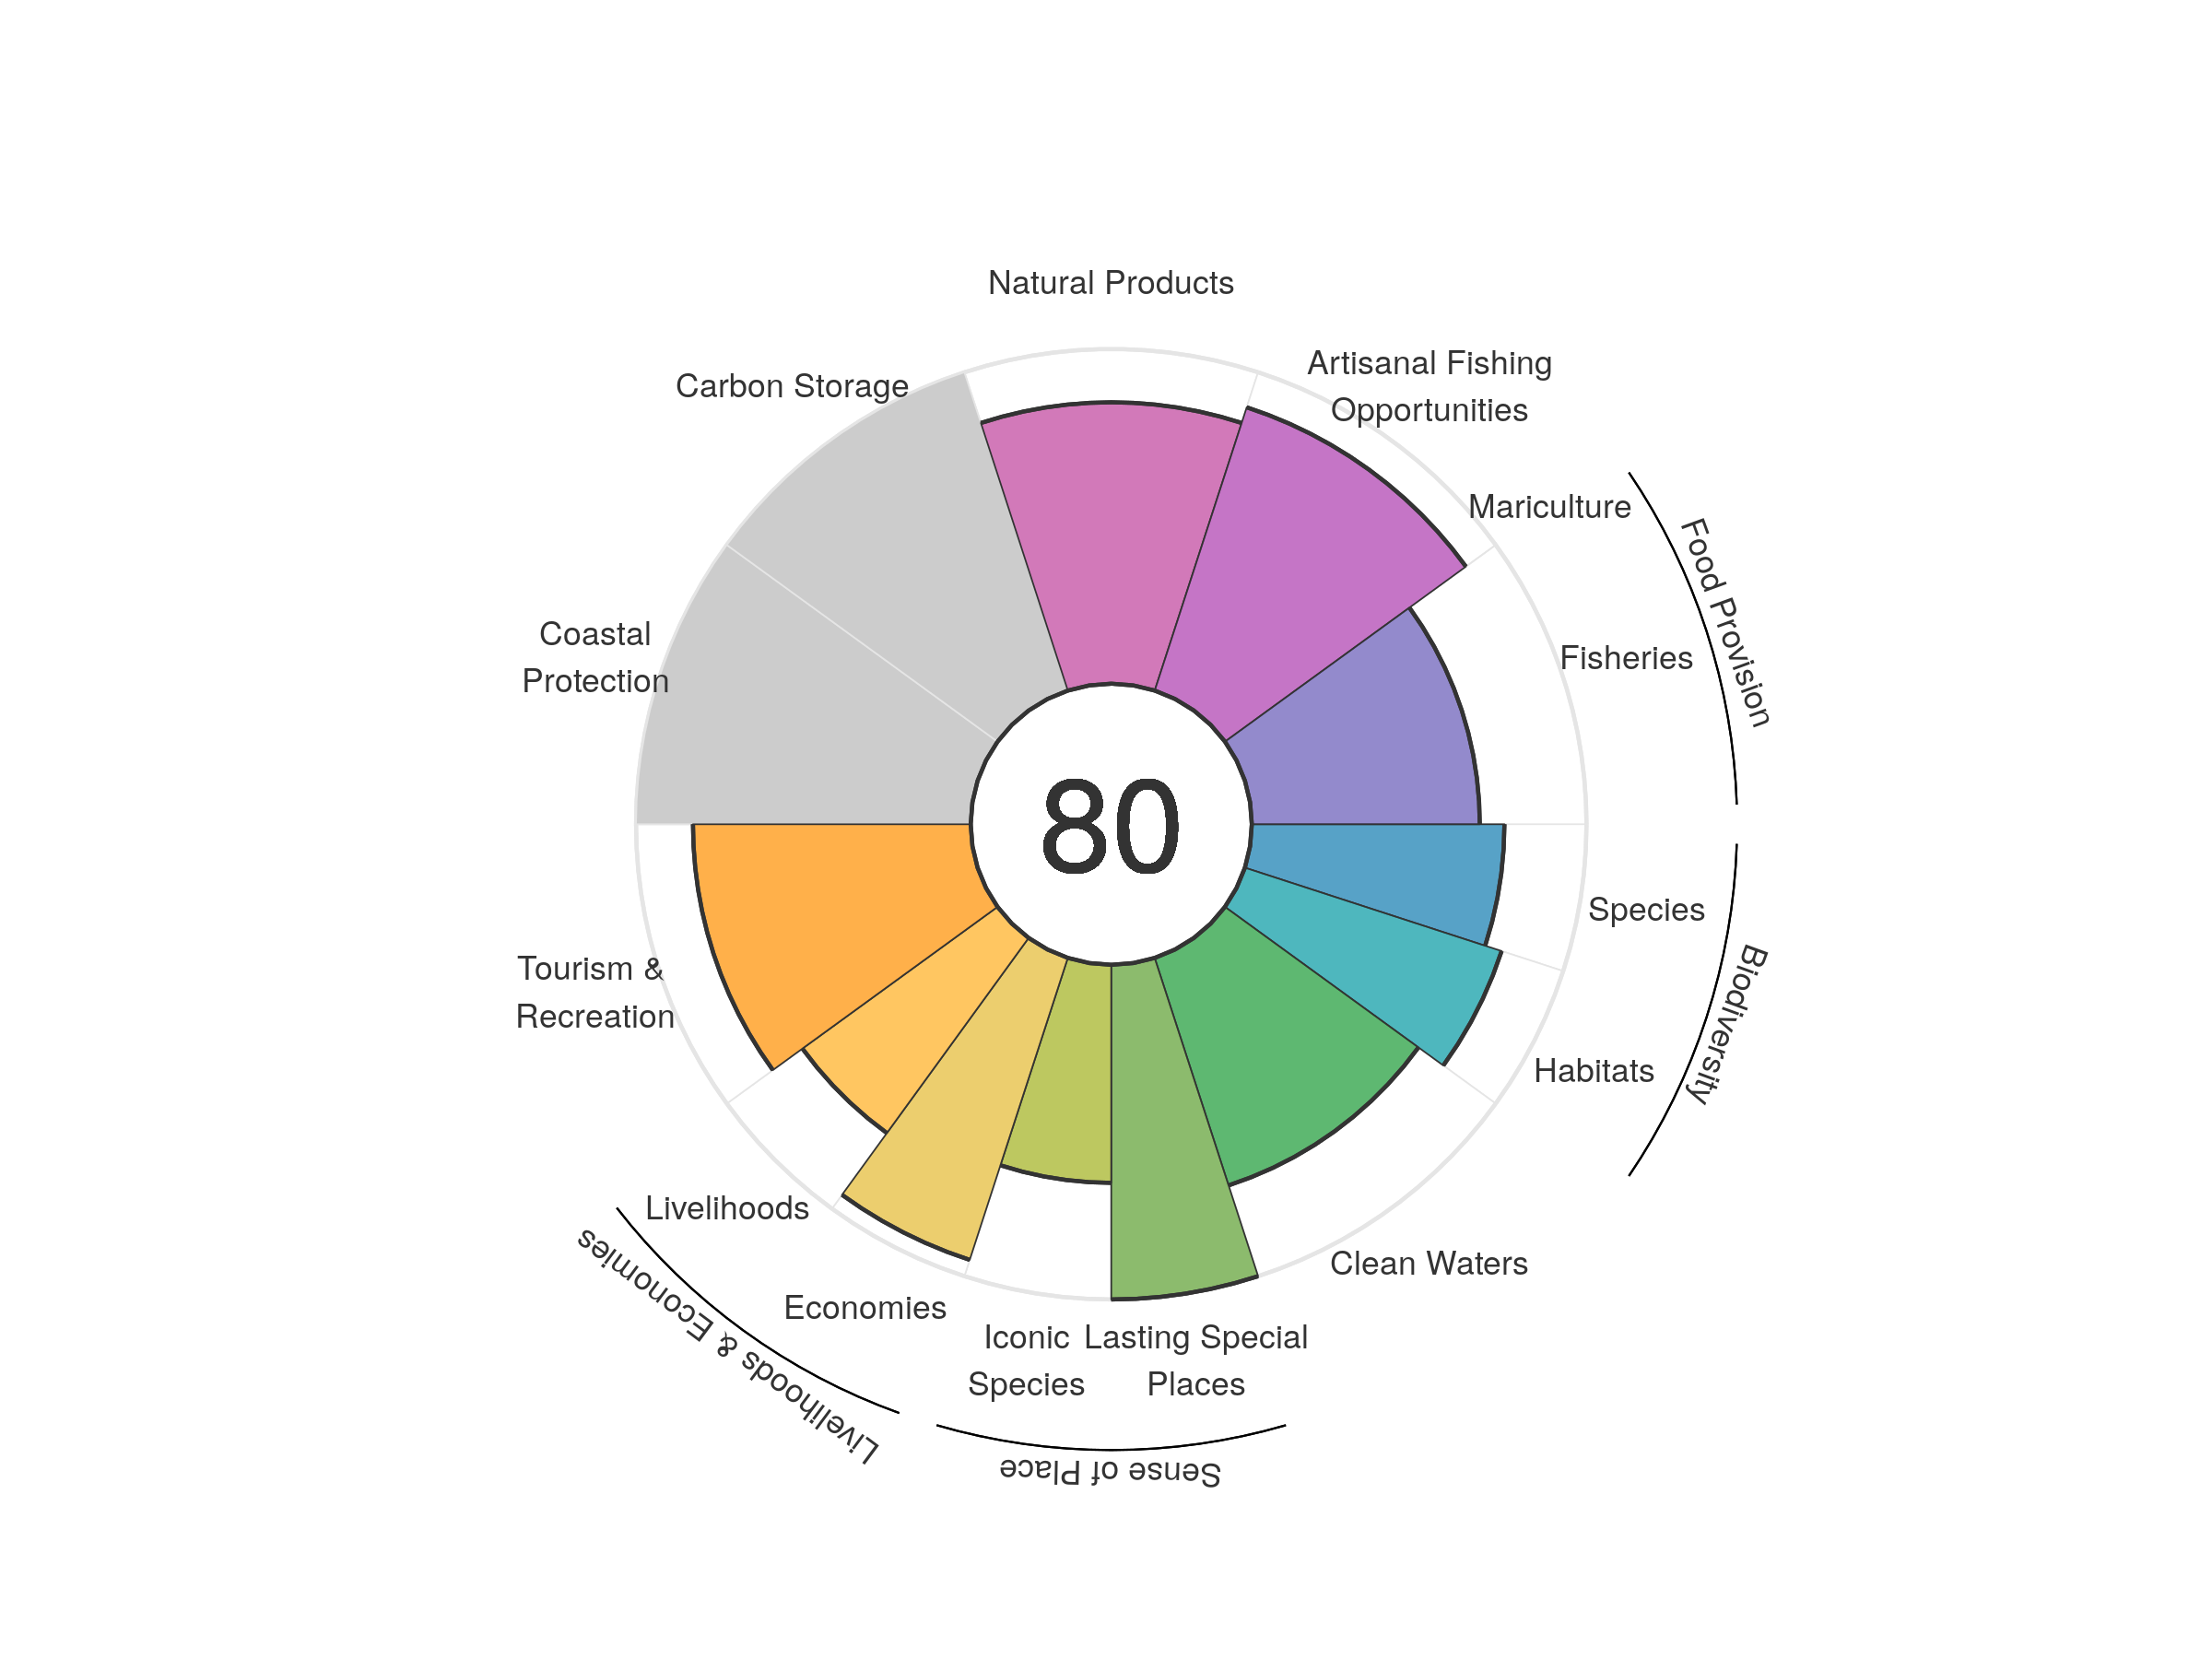 Natural Products
Artisanal Fishing
Opportunities
Carbon Storage
Mariculture
Food Provision
Coastal
Protection
Fisheries
80
Species
Biodiversity
Tourism &
Recreation
Habitats
Livelihoods
Livelihoods & Economies
Clean Waters
Economies
Iconic
Species
Lasting Special
Places
Sense of Place